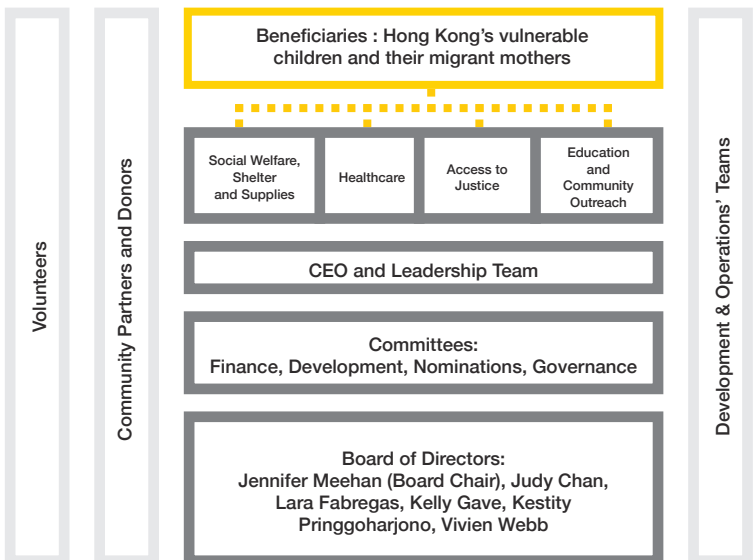 Volunteers
Community Partners and Donors
Beneficiaries : Hong Kong's vulnerable
children and their migrant mothers
Social Welfare,
Shelter
and Supplies
Healthcare
Access to
Justice
Education
and
Community
Outreach
CEO and Leadership Team
Committees:
Finance, Development, Nominations, Governance
Board of Directors:
Jennifer Meehan (Board Chair), Judy Chan,
Lara Fabregas, Kelly Gave, Kestity
Pringgoharjono, Vivien Webb
Development & Operations' Teams